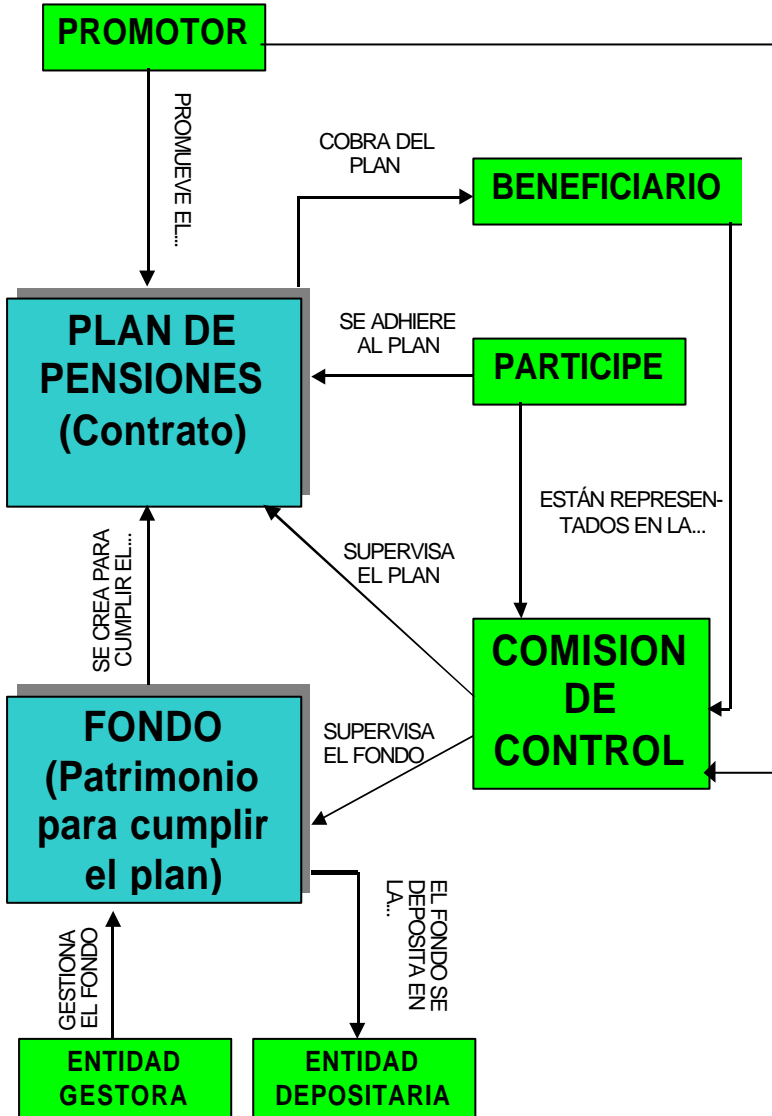 PROMOTOR
PROMUEVE EL...
COBRA DEL
PLAN
BENEFICIARIO
PLAN DE
PENSIONES
(Contrato)
SE ADHIERE
AL PLAN
PARTICIPE
ESTÁN REPRESEN-
TADOS EN LA...
SE CREA PARA
CUMPLIR EL...
SUPERVISA
EL PLAN
COMISION
DE
CONTROL
FONDO
(Patrimonio
para cumplir
el plan)
SUPERVISA
EL FONDO
GESTIONA
EL FONDO
EL FONDO SE
DEPOSITA EN
LA...
ENTIDAD
GESTORA
ENTIDAD
DEPOSITARIA